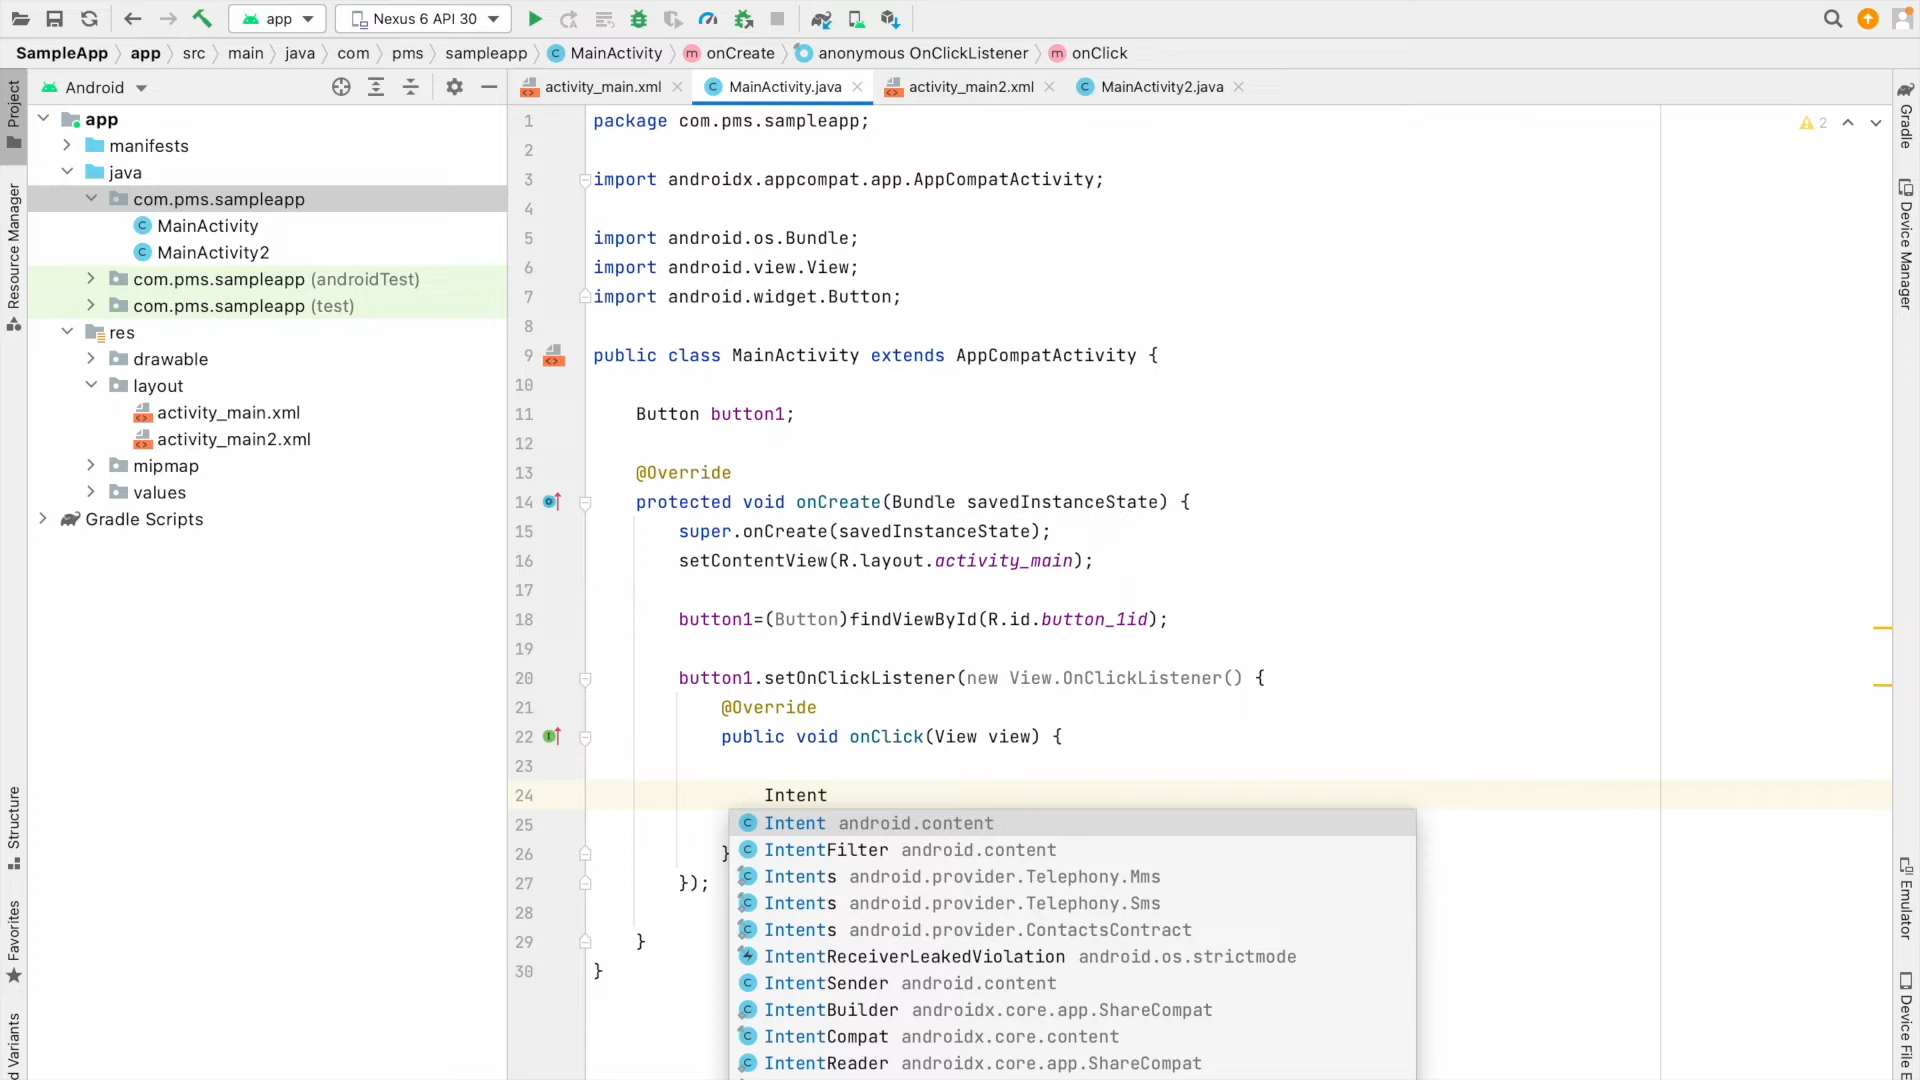 app
Nexus 6 API 30
SampleApp app src main java com pms sampleapp MainActivity onCreate anonymous OnClickListener onClick
Android
activity_main.xml
MainActivity.java
activity_main2.xml
MainActivity2.java
Project
Resource Manager
Structure
Favorites
d Variants
app
manifests
java
com.pms.sampleapp
MainActivity
MainActivity2
com.pms.sampleapp (androidTest)
com.pms.sampleapp (test)
res
drawable
layout
activity_main.xml
activity_main2.xml
mipmap
values
Gradle Scripts
1 package com.pms.sampleapp;
2
3 import androidx.appcompat.app.AppCompatActivity;
4
5 import android.os.Bundle;
6 import android.view.View;
7 import android.widget.Button;
8
9 public class MainActivity extends AppCompatActivity {
10
11 Button button1;
12
13 @Override
14 protected void onCreate(Bundle savedInstanceState) {
15 super.onCreate(savedInstanceState);
16 setContentView(R.layout.activity_main);
17
18 button1=(Button)findViewById(R.id.button_1id);
19
20 button1.setOnClickListener(new View.OnClickListener() {
21 @Override
22 public void onClick(View view) {
23
24 Intent
25
26 }
27 });
28
29 }
30 }
Intent android.content
IntentFilter android.content
Intents android.provider.Telephony.Mms
Intents android.provider.Telephony.Sms
Intents android.provider.ContactsContract
IntentReceiverLeakedViolation android.os.strictmode
IntentSender android.content
IntentBuilder androidx.core.app.ShareCompat
IntentCompat androidx.core.content
IntentReader androidx.core.app.ShareCompat
2
Gradle
Device Manager
Emulator
Device File E